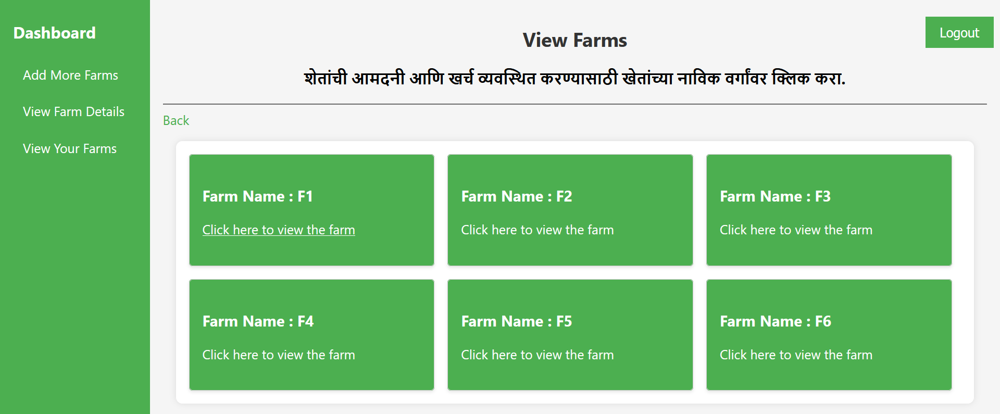 Dashboard
Add More Farms
View Farm Details
View Your Farms
Logout
View Farms
शेतांची आमदनी आणि खर्च व्यवस्थित करण्यासाठी खेतांच्या नाविक वर्गांवर क्लिक करा.
Back
Farm Name : F1
Click here to view the farm
Farm Name : F2
Click here to view the farm
Farm Name : F3
Click here to view the farm
Farm Name : F4
Click here to view the farm
Farm Name : F5
Click here to view the farm
Farm Name : F6
Click here to view the farm